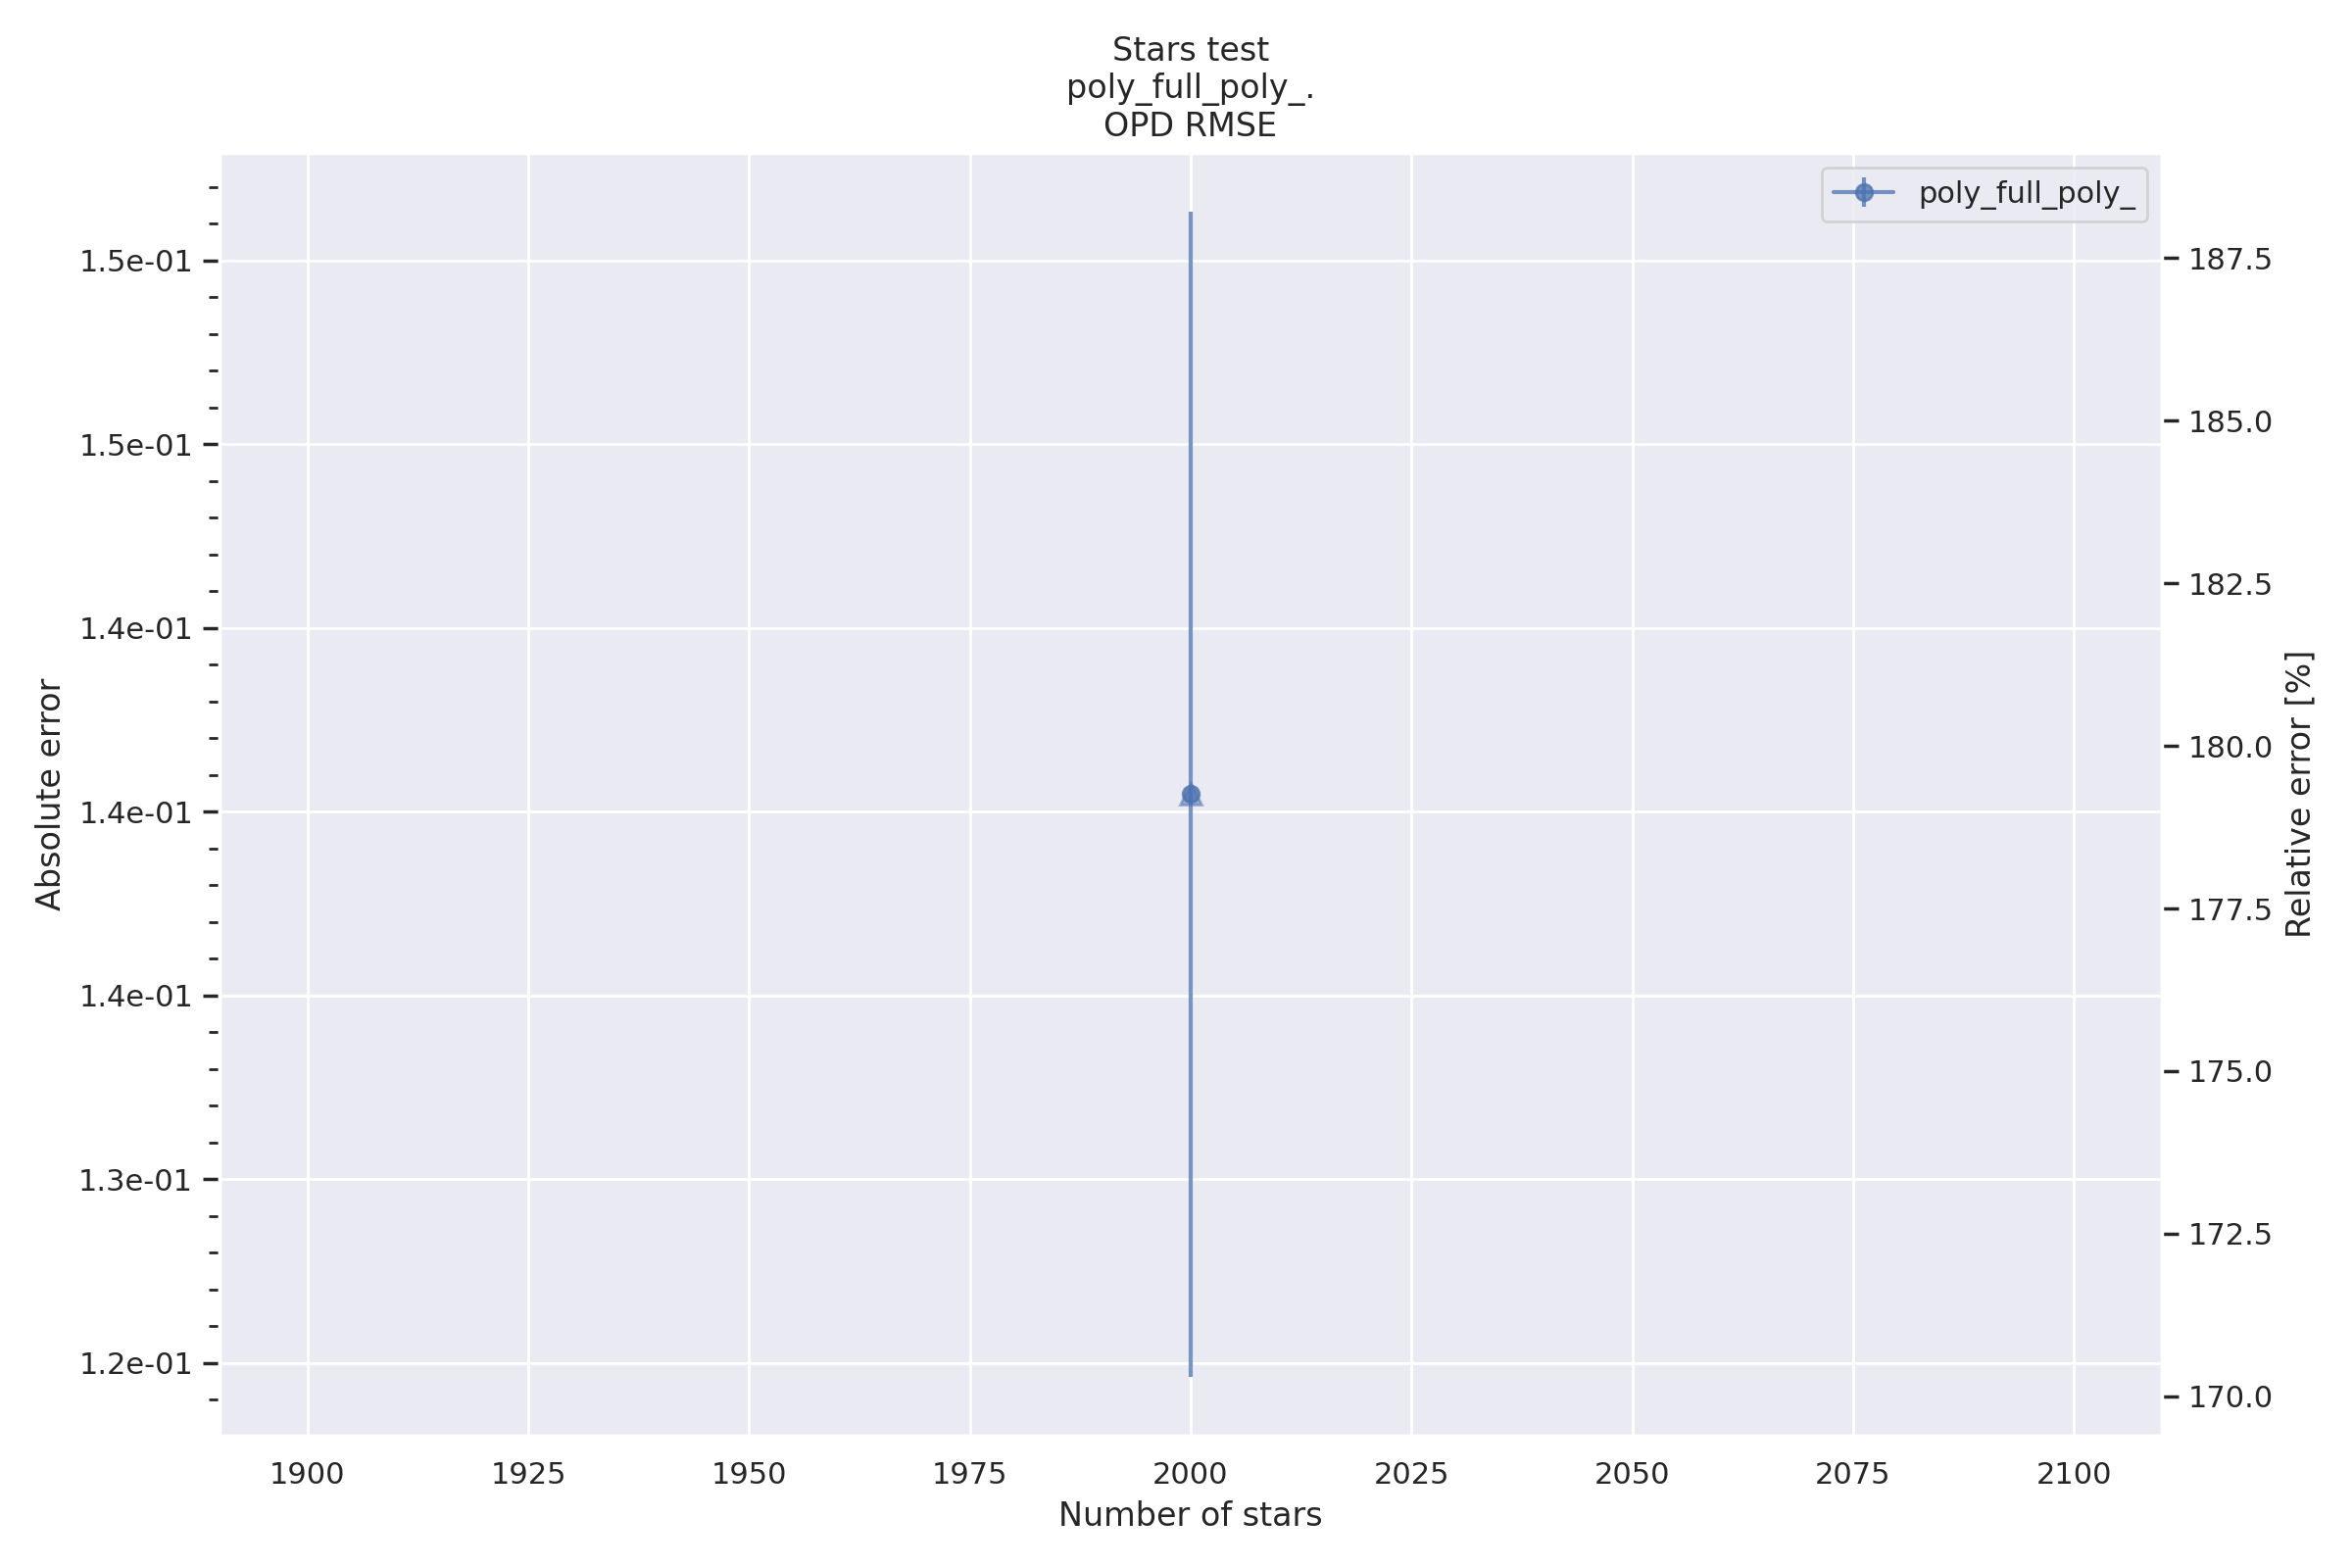 Stars test
poly_full_poly_.
OPD RMSE
poly_full_poly_
1.5e-01
1.5e-01
1.4e-01
1.4e-01
1.4e-01
1.3e-01
1.2e-01
Absolute error
187.5
185.0
182.5
180.0
177.5
175.0
172.5
170.0
Relative error [%]
1900 1925 1950 1975 2000 2025 2050 2075 2100
Number of stars